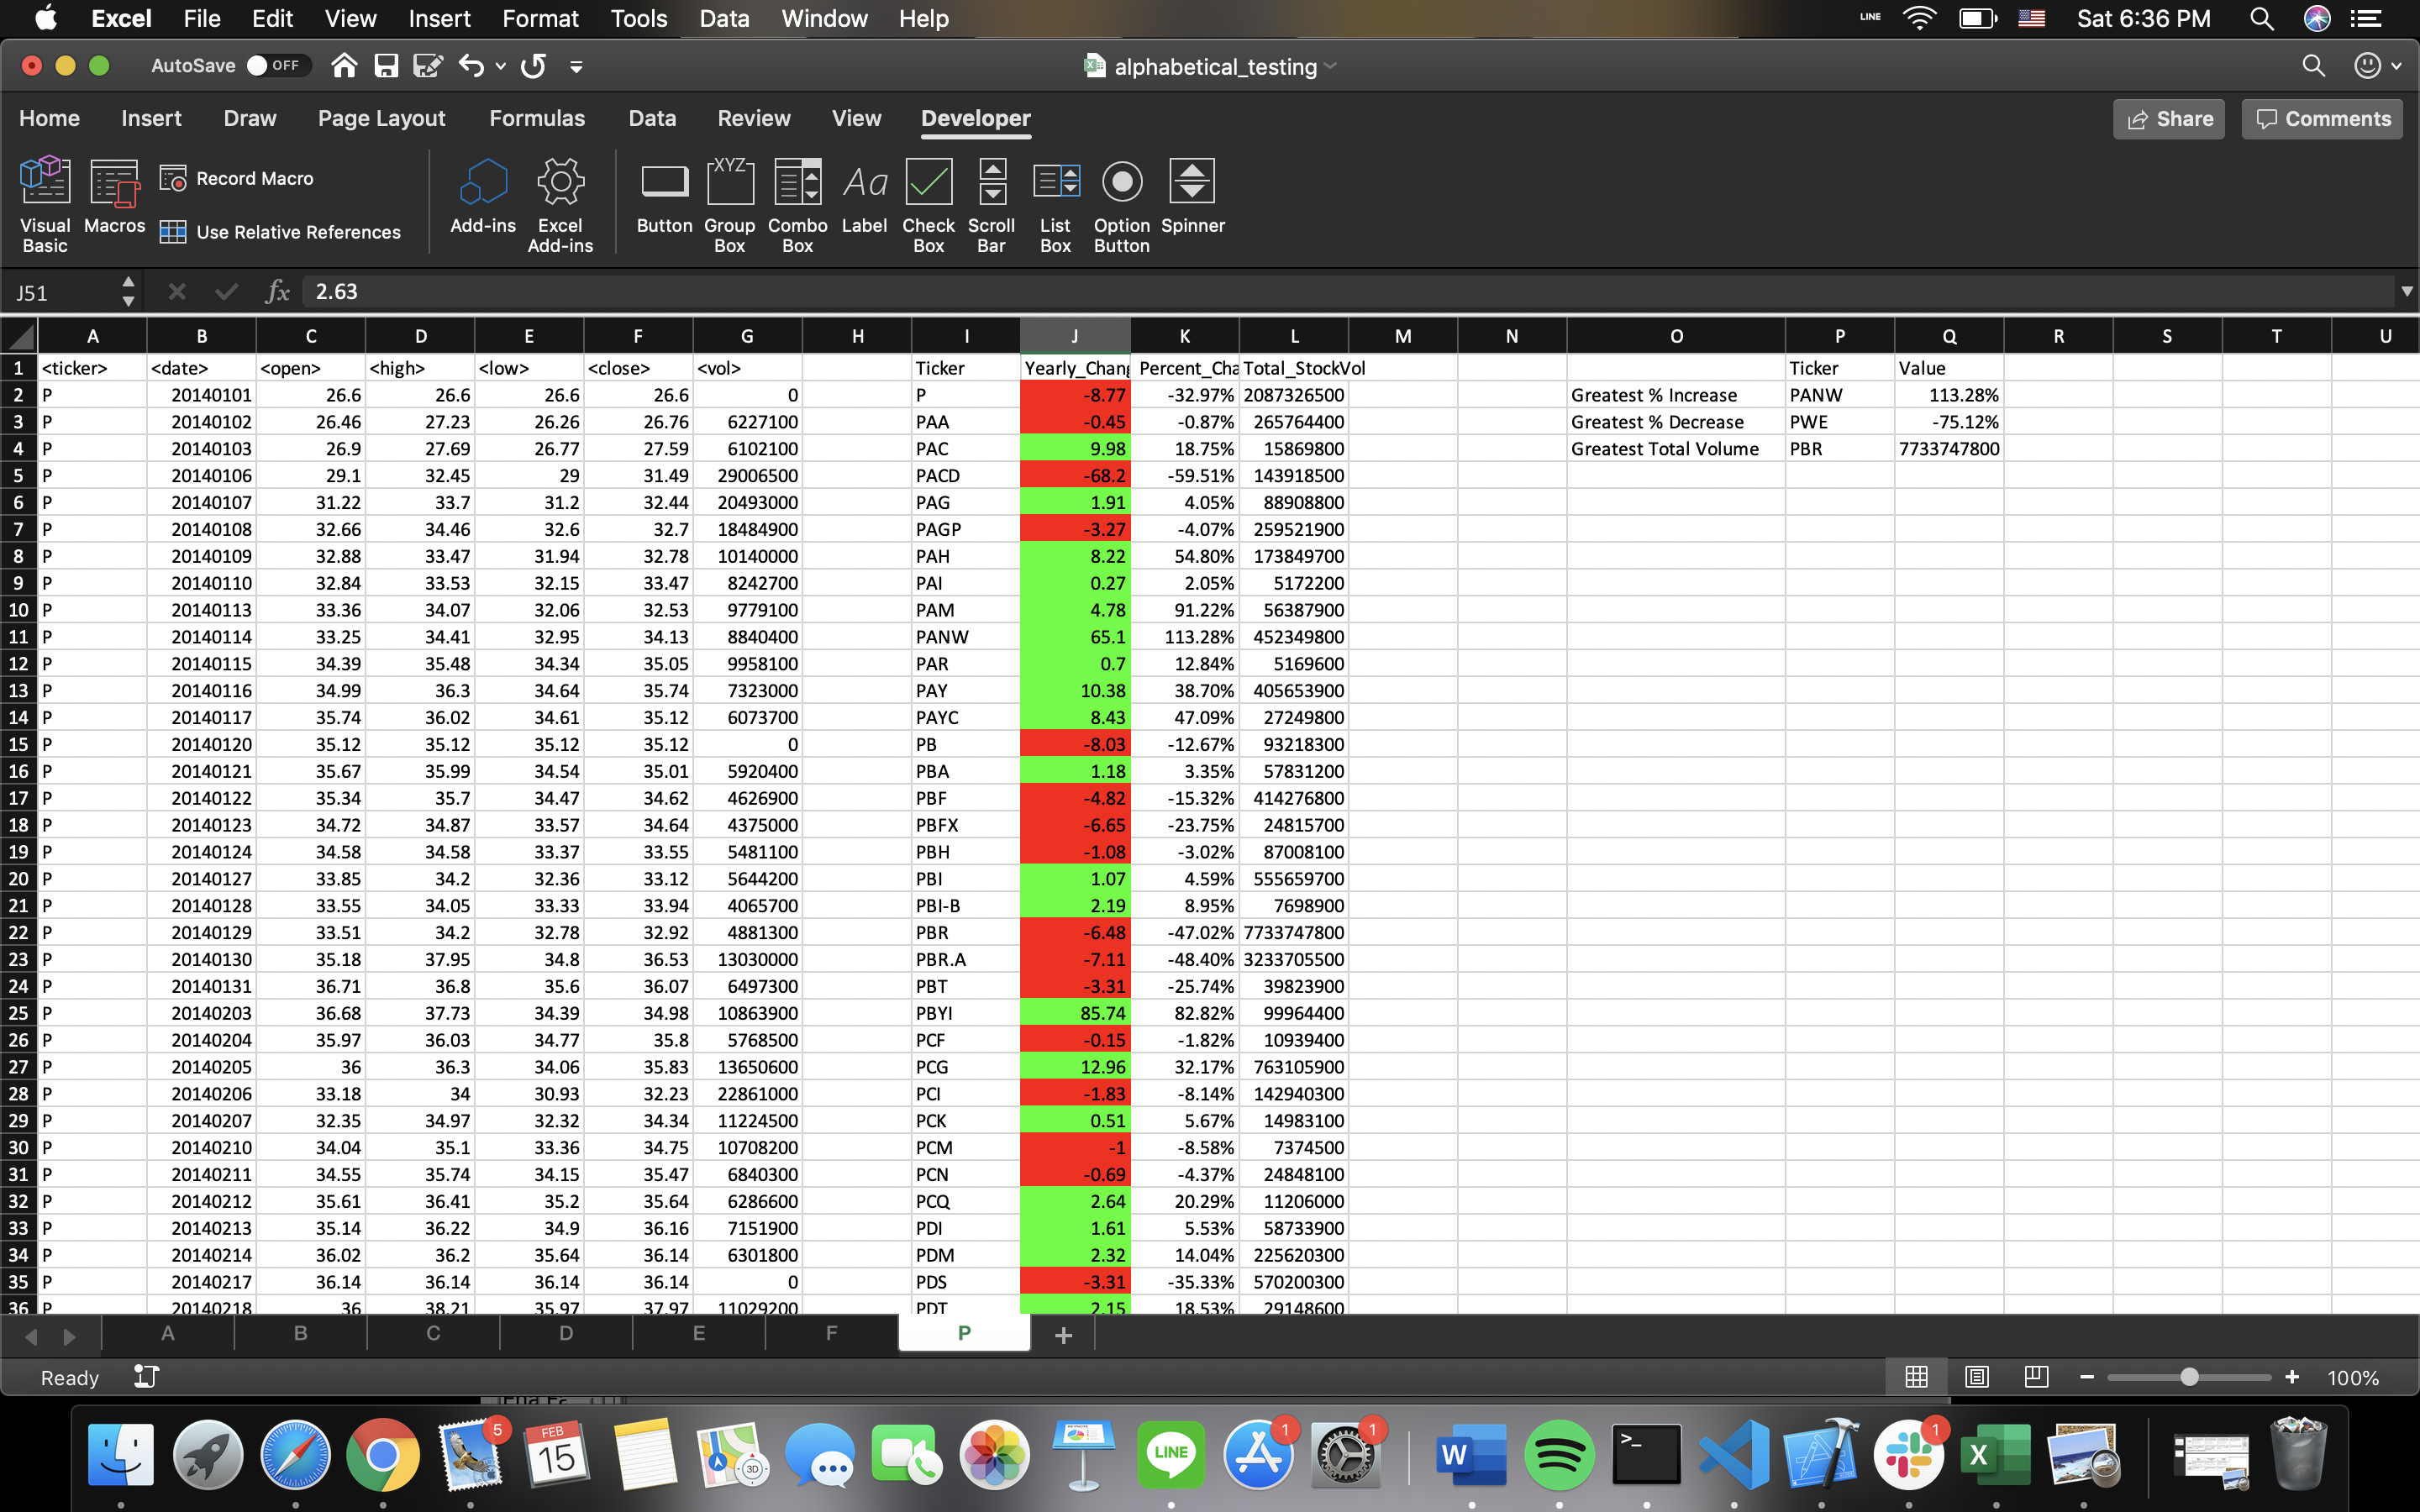 Excel File Edit View Insert Format Tools Data Window Help LINE Sat 6:36 PM
AutoSave OFF alphabetical_testing
Home Insert Draw Page Layout Formulas Data Review View Developer Share Comments
Visual Basic Macros Record Macro Use Relative References Add-ins Excel Add-ins Button XYZ Group Box Combo Box Aa Label Check Box Scroll Bar List Box Option Button Spinner
J51 fx 2.63
A B C D E F G H I J K L M N O P Q R S T U
1 <ticker> <date> <open> <high> <low> <close> <vol> Ticker Yearly_Chang Percent_Cha Total_StockVol Ticker Value
2 P 20140101 26.6 26.6 26.6 26.6 0 P -8.77 -32.97% 2087326500 Greatest % Increase PANW 113.28%
3 P 20140102 26.46 27.23 26.26 26.76 6227100 PAA -0.45 -0.87% 265764400 Greatest % Decrease PWE -75.12%
4 P 20140103 26.9 27.69 26.77 27.59 6102100 PAC 9.98 18.75% 15869800 Greatest Total Volume PBR 7733747800
5 P 20140106 29.1 32.45 29 31.49 29006500 PACD -68.2 -59.51% 143918500
6 P 20140107 31.22 33.7 31.2 32.44 20493000 PAG 1.91 4.05% 88908800
7 P 20140108 32.66 34.46 32.6 32.7 18484900 PAGP -3.27 -4.07% 259521900
8 P 20140109 32.88 33.47 31.94 32.78 10140000 PAH 8.22 54.80% 173849700
9 P 20140110 32.84 33.53 32.15 33.47 8242700 PAI 0.27 2.05% 5172200
10 P 20140113 33.36 34.07 32.06 32.53 9779100 PAM 4.78 91.22% 56387900
11 P 20140114 33.25 34.41 32.95 34.13 8840400 PANW 65.1 113.28% 452349800
12 P 20140115 34.39 35.48 34.34 35.05 9958100 PAR 0.7 12.84% 5169600
13 P 20140116 34.99 36.3 34.64 35.74 7323000 PAY 10.38 38.70% 405653900
14 P 20140117 35.74 36.02 34.61 35.12 6073700 PAYC 8.43 47.09% 27249800
15 P 20140120 35.12 35.12 35.12 35.12 0 PB -8.03 -12.67% 93218300
16 P 20140121 35.67 35.99 34.54 35.01 5920400 PBA 1.18 3.35% 57831200
17 P 20140122 35.34 35.7 34.47 34.62 4626900 PBF -4.82 -15.32% 414276800
18 P 20140123 34.72 34.87 33.57 34.64 4375000 PBFX -6.65 -23.75% 24815700
19 P 20140124 34.58 34.58 33.37 33.55 5481100 PBH -1.08 -3.02% 87008100
20 P 20140127 33.85 34.2 32.36 33.12 5644200 PBI 1.07 4.59% 555659700
21 P 20140128 33.55 34.05 33.33 33.94 4065700 PBI-B 2.19 8.95% 7698900
22 P 20140129 33.51 34.2 32.78 32.92 4881300 PBR -6.48 -47.02% 7733747800
23 P 20140130 35.18 37.95 34.8 36.53 13030000 PBR.A -7.11 -48.40% 3233705500
24 P 20140131 36.71 36.8 35.6 36.07 6497300 PBT -3.31 -25.74% 39823900
25 P 20140203 36.68 37.73 34.39 34.98 10863900 PBYI 85.74 82.82% 99964400
26 P 20140204 35.97 36.03 34.77 35.8 5768500 PCF -0.15 -1.82% 10939400
27 P 20140205 36 36.3 34.06 35.83 13650600 PCG 12.96 32.17% 763105900
28 P 20140206 33.18 34 30.93 32.23 22861000 PCI -1.83 -8.14% 142940300
29 P 20140207 32.35 34.97 32.32 34.34 11224500 PCK 0.51 5.67% 14983100
30 P 20140210 34.04 35.1 33.36 34.75 10708200 PCM -1 -8.58% 7374500
31 P 20140211 34.55 35.74 34.15 35.47 6840300 PCN -0.69 -4.37% 24848100
32 P 20140212 35.61 36.41 35.2 35.64 6286600 PCQ 2.64 20.29% 11206000
33 P 20140213 35.14 36.22 34.9 36.16 7151900 PDI 1.61 5.53% 58733900
34 P 20140214 36.02 36.2 35.64 36.14 6301800 PDM 2.32 14.04% 225620300
35 P 20140217 36.14 36.14 36.14 36.14 0 PDS -3.31 -35.33% 570200300
36 P 20140218 36 38.21 35.97 37.97 11029200 PDT 2.15 18.53% 29148600
A B C D E F P +
Ready 100%
5 FEB 15 3D LINE 1 1 W >_ 1 X